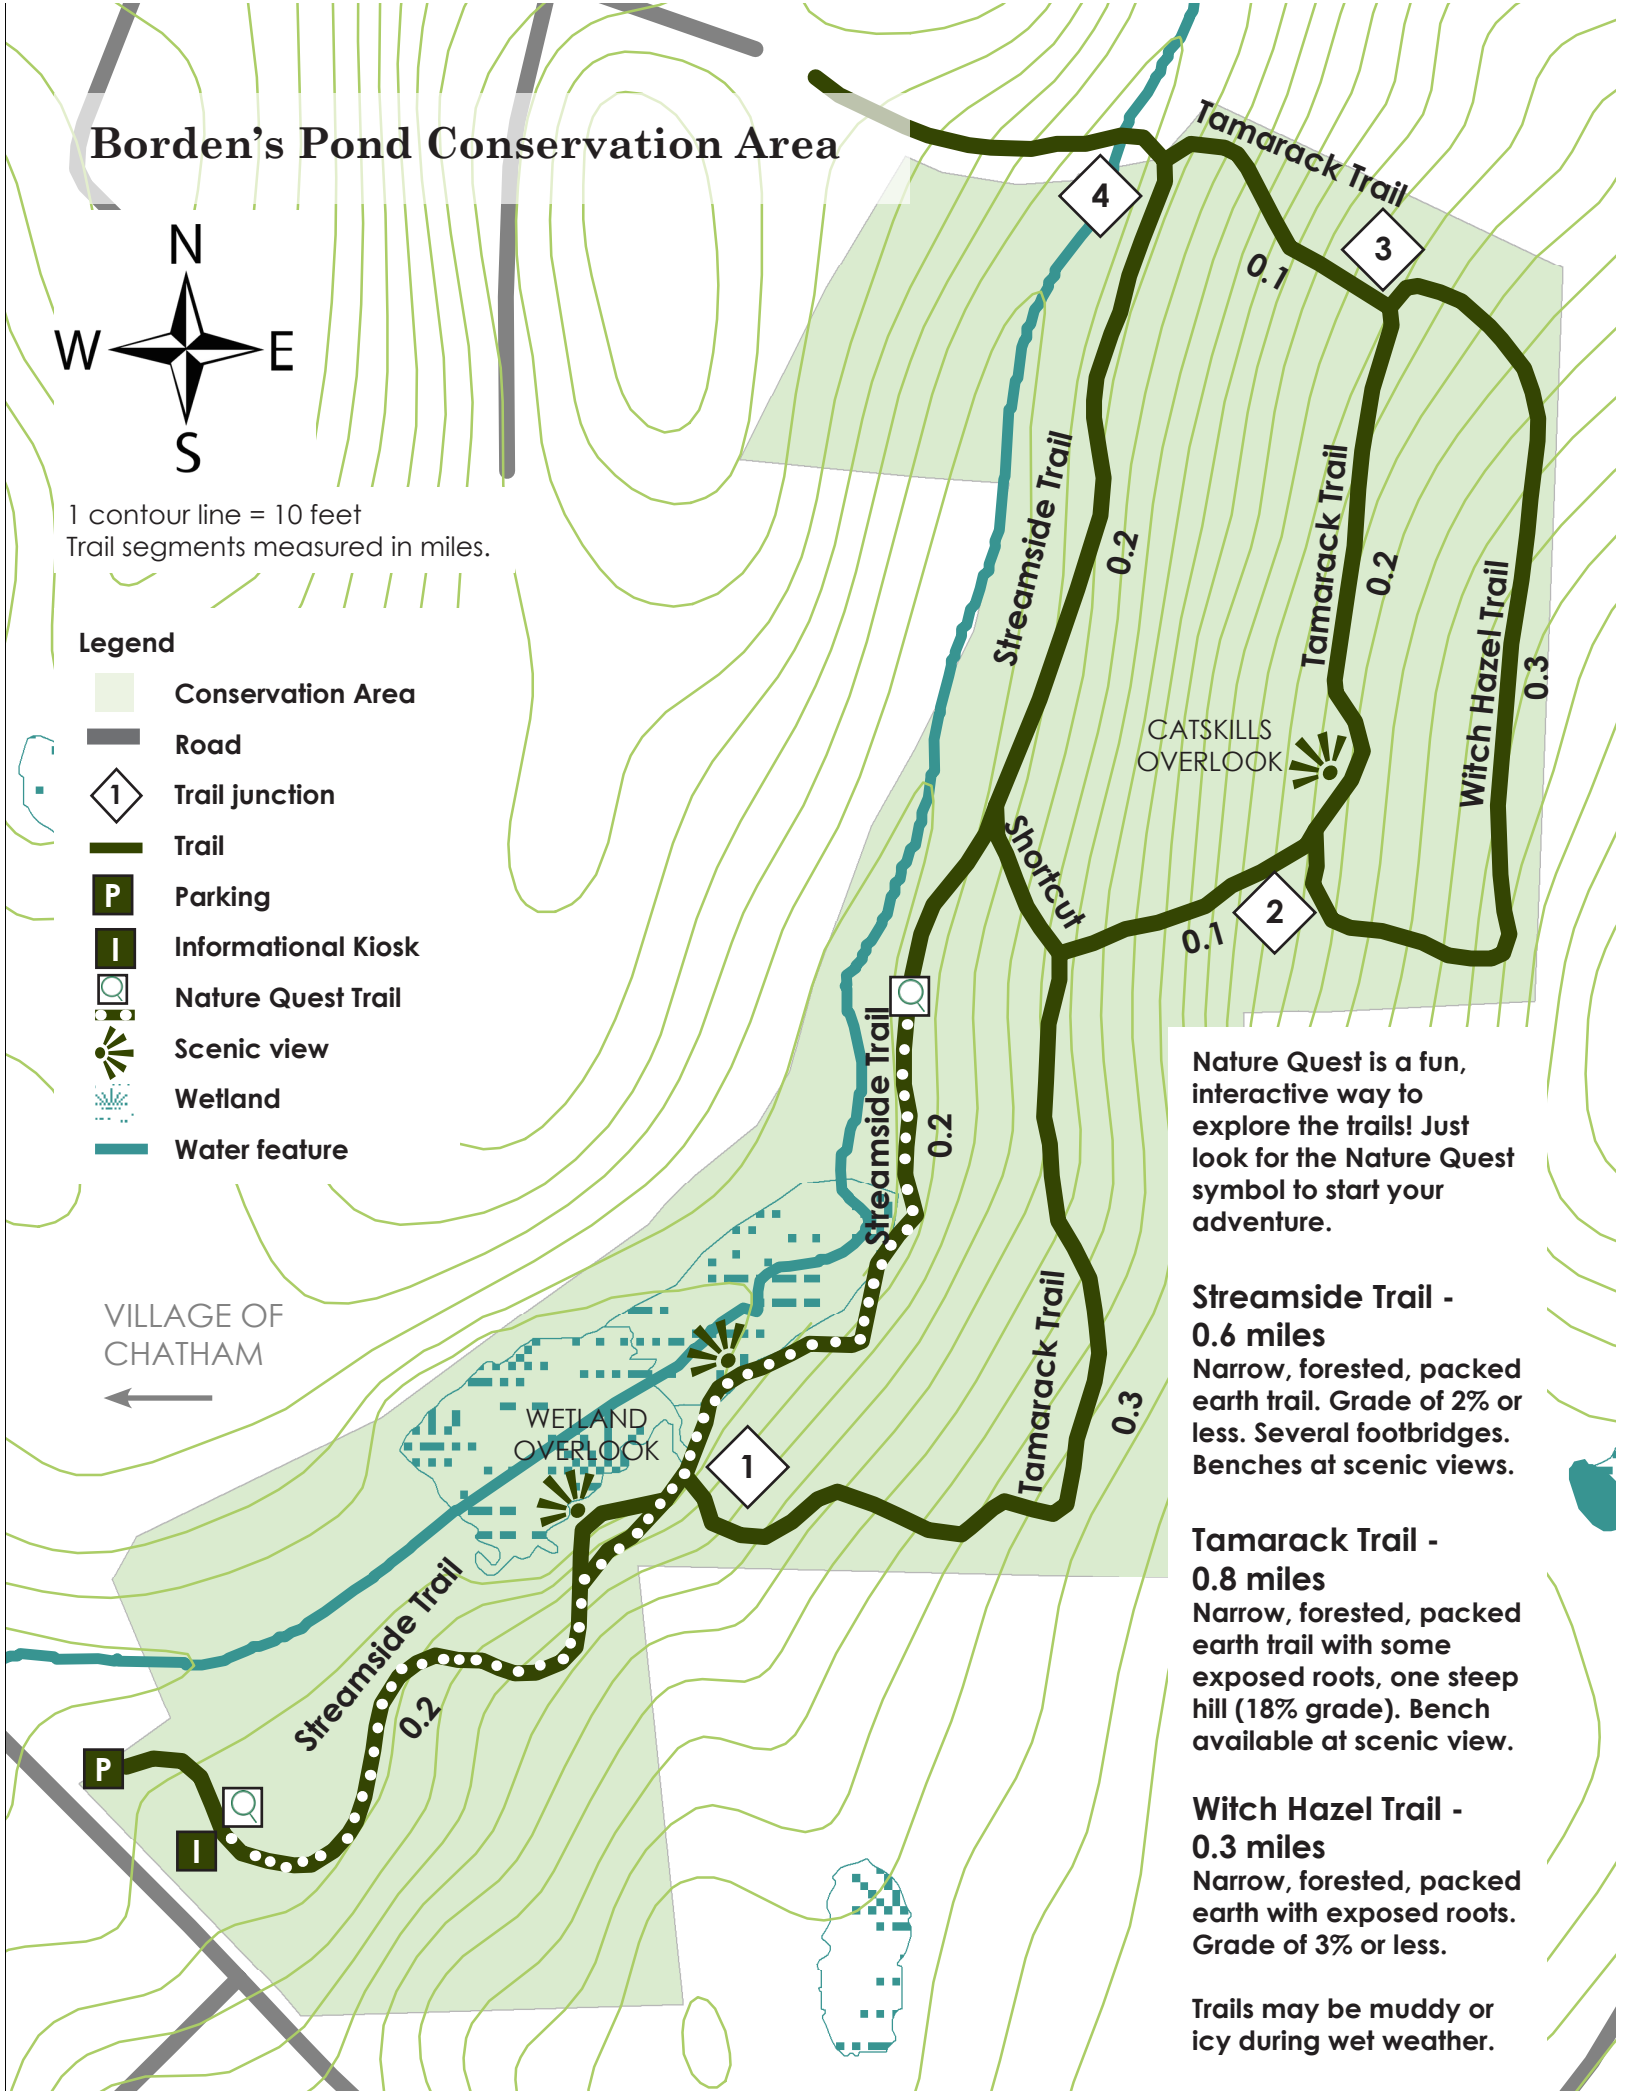 Borden's Pond Conservation Area
N
W
E
S
1 contour line = 10 feet
Trail segments measured in miles.
Legend
Conservation Area
Road
1
Trail junction
Trail
P
Parking
I
Informational Kiosk
Nature Quest Trail
Scenic view
Wetland
Water feature
VILLAGE OF
CHATHAM
Tamarack Trail
4
3
0.1
Streamside Trail
0.2
Tamarack Trail
0.2
Witch Hazel Trail
0.3
CATSKILLS
OVERLOOK
Shortcut
2
0.1
Streamside Trail
0.2
Tamarack Trail
0.3
WETLAND
OVERLOOK
1
Streamside Trail
0.2
P
I
Nature Quest is a fun,
interactive way to
explore the trails! Just
look for the Nature Quest
symbol to start your
adventure.
Streamside Trail -
0.6 miles
Narrow, forested, packed
earth trail. Grade of 2% or
less. Several footbridges.
Benches at scenic views.
Tamarack Trail -
0.8 miles
Narrow, forested, packed
earth trail with some
exposed roots, one steep
hill (18% grade). Bench
available at scenic view.
Witch Hazel Trail -
0.3 miles
Narrow, forested, packed
earth with exposed roots.
Grade of 3% or less.
Trails may be muddy or
icy during wet weather.